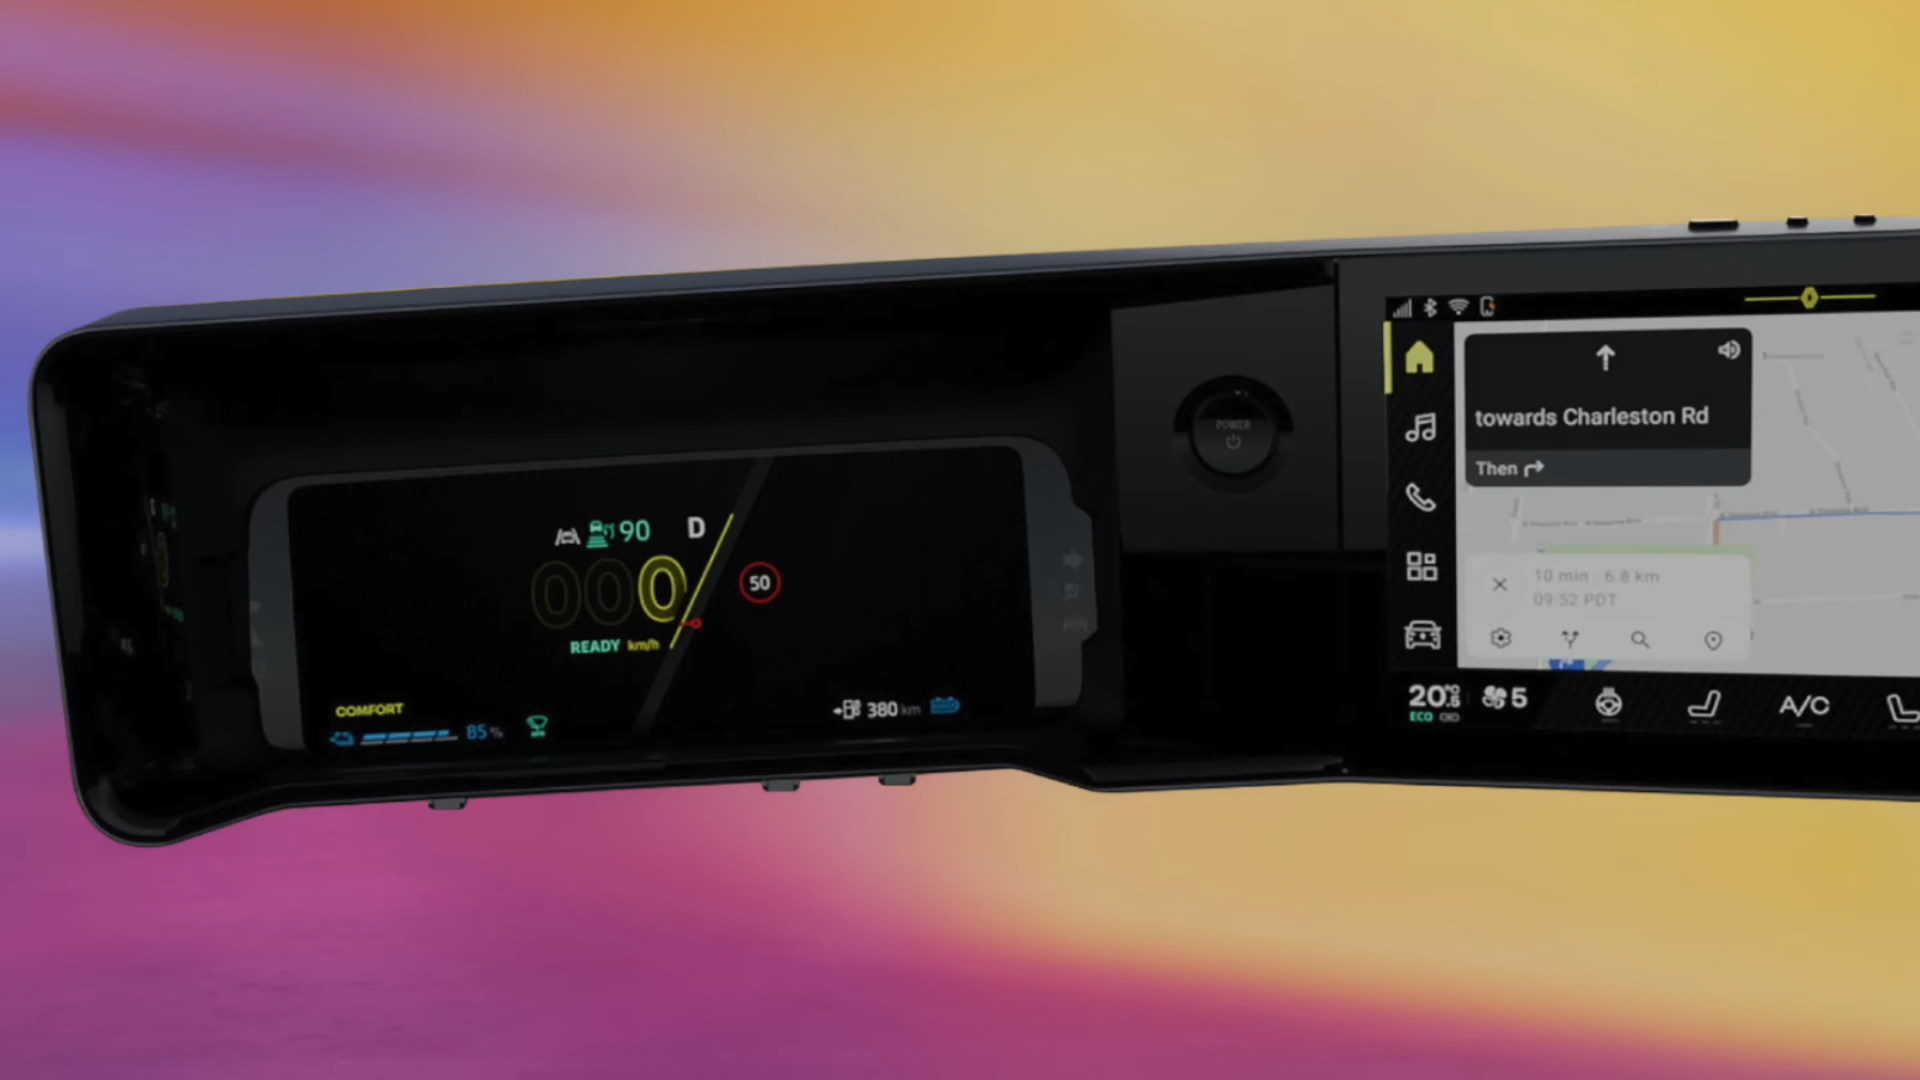 90 D
000
50
READY km/h
COMFORT
85 %
380 km
POWER
towards Charleston Rd
Then
10 min 6.8 km
09:52 PDT
20.5°C
5
A/C
ECO